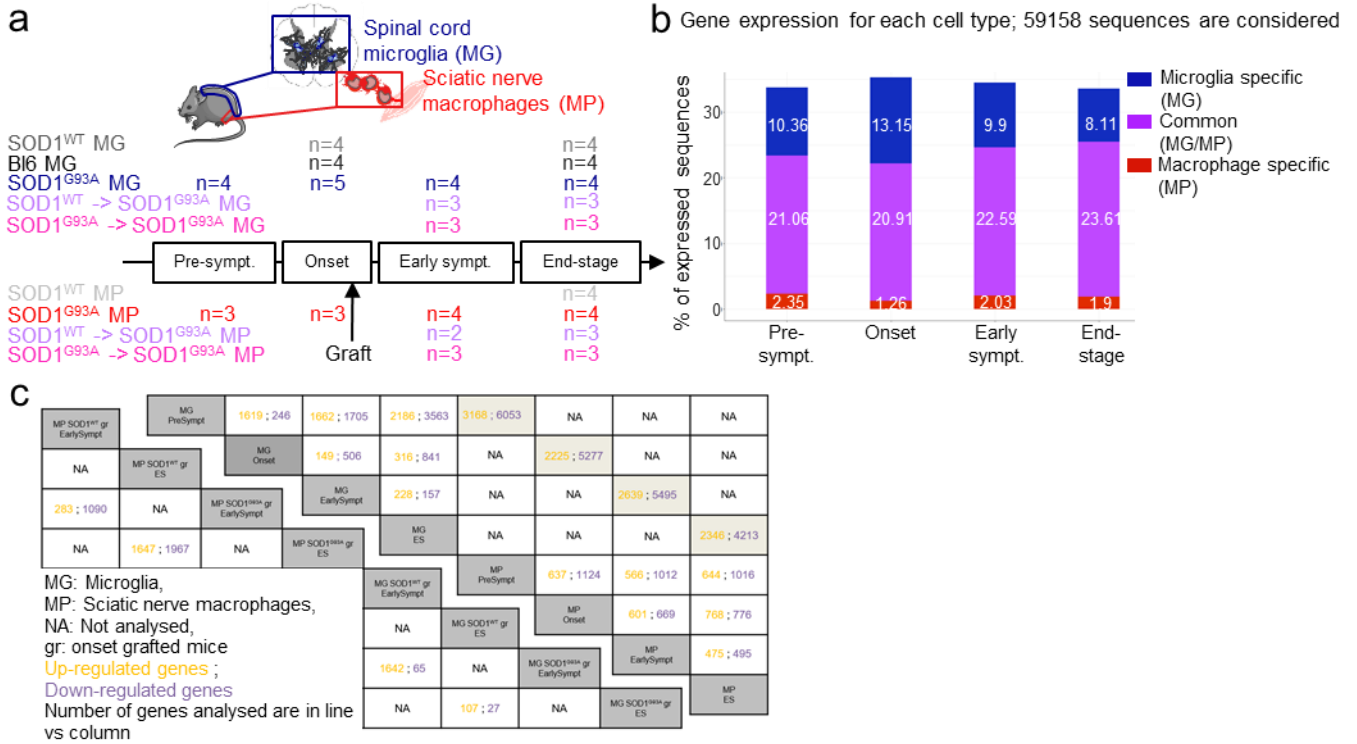 a
Spinal cord
microglia (MG)
Sciatic nerve
macrophages (MP)
SOD1WT MG n=4 n=4
Bl6 MG n=4 n=4
SOD1G93A MG n=4 n=5 n=4 n=4
SOD1WT -> SOD1G93A MG n=3 n=3
SOD1G93A -> SOD1G93A MG n=3 n=3
Pre-sympt. Onset Early sympt. End-stage
SOD1WT MP n=4
SOD1G93A MP n=3 n=3 n=4 n=4
SOD1WT -> SOD1G93A MP n=2 n=3
SOD1G93A -> SOD1G93A MP n=3 n=3
Graft
b Gene expression for each cell type; 59158 sequences are considered
% of expressed sequences
30
20
10
0
10.36 13.15 9.9 8.11
21.06 20.91 22.59 23.61
2.35 1.26 2.03 1.9
Pre-
sympt.
Onset
Early
sympt.
End-
stage
Microglia specific
(MG)
Common
(MG/MP)
Macrophage specific
(MP)
c
MG
PreSympt
1619 ; 246 1662 ; 1705 2186 ; 3563 3168 ; 6053 NA NA NA
MG
Onset
149 ; 506 316 ; 841 NA 2225 ; 5277 NA NA
MG
EarlySympt
228 ; 157 NA NA 2639 ; 5495 NA
MG
ES
NA NA NA 2346 ; 4213
MP
PreSympt
637 ; 1124 566 ; 1012 644 ; 1016
MP
Onset
601 ; 669 768 ; 776
MP
EarlySympt
475 ; 495
MP
ES
MP SOD1WT gr
EarlySympt
NA
MP SOD1WT gr
ES
283 ; 1090 NA
MP SOD1G93A gr
EarlySympt
NA 1647 ; 1967 NA
MP SOD1G93A gr
ES
MG SOD1WT gr
EarlySympt
NA
MG SOD1WT gr
ES
1642 ; 65 NA
MG SOD1G93A gr
EarlySympt
NA 107 ; 27 NA
MG SOD1G93A gr
ES
MG: Microglia,
MP: Sciatic nerve macrophages,
NA: Not analysed,
gr: onset grafted mice
Up-regulated genes ;
Down-regulated genes
Number of genes analysed are in line
vs column